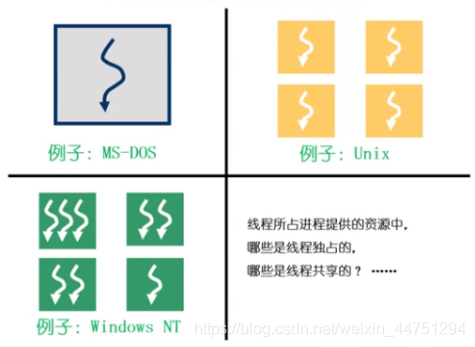 例子：MS-DOS
例子：Unix
例子：Windows NT
线程所占进程提供的资源中，
哪些是线程独占的，
哪些是线程共享的？ ······
https://blog.csdn.net/weixin_44751294